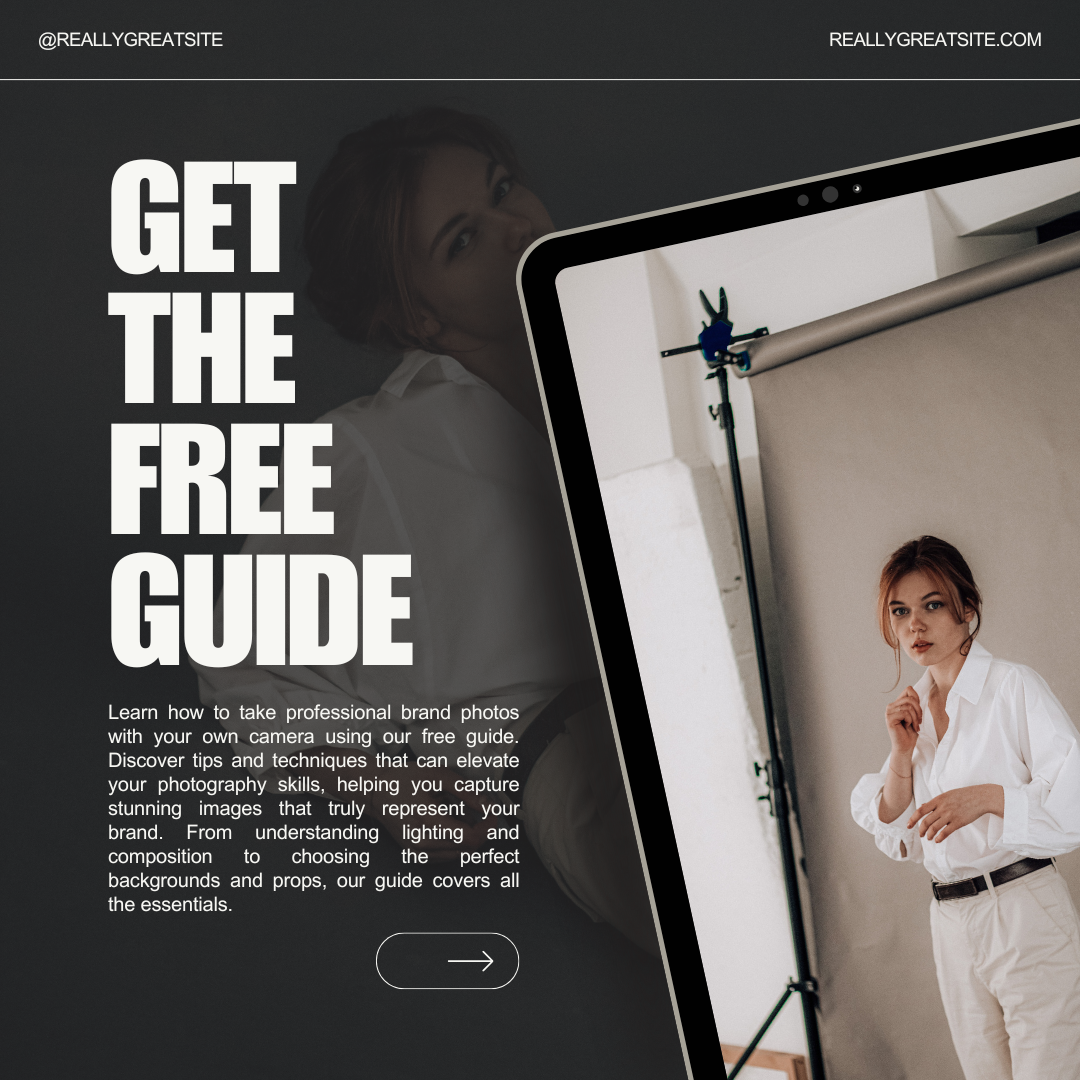 @REALLYGREATSITE
REALLYGREATSITE.COM
GET
THE
FREE
GUIDE
Learn how to take professional brand photos
with your own camera using our free guide.
Discover tips and techniques that can elevate
your photography skills, helping you capture
stunning images that truly represent your
brand. From understanding lighting and
composition to choosing the perfect
backgrounds and props, our guide covers all
the essentials.